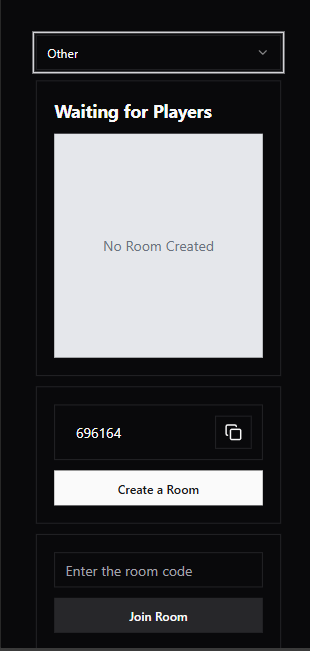 Other
Waiting for Players
No Room Created
696164
Create a Room
Enter the room code
Join Room